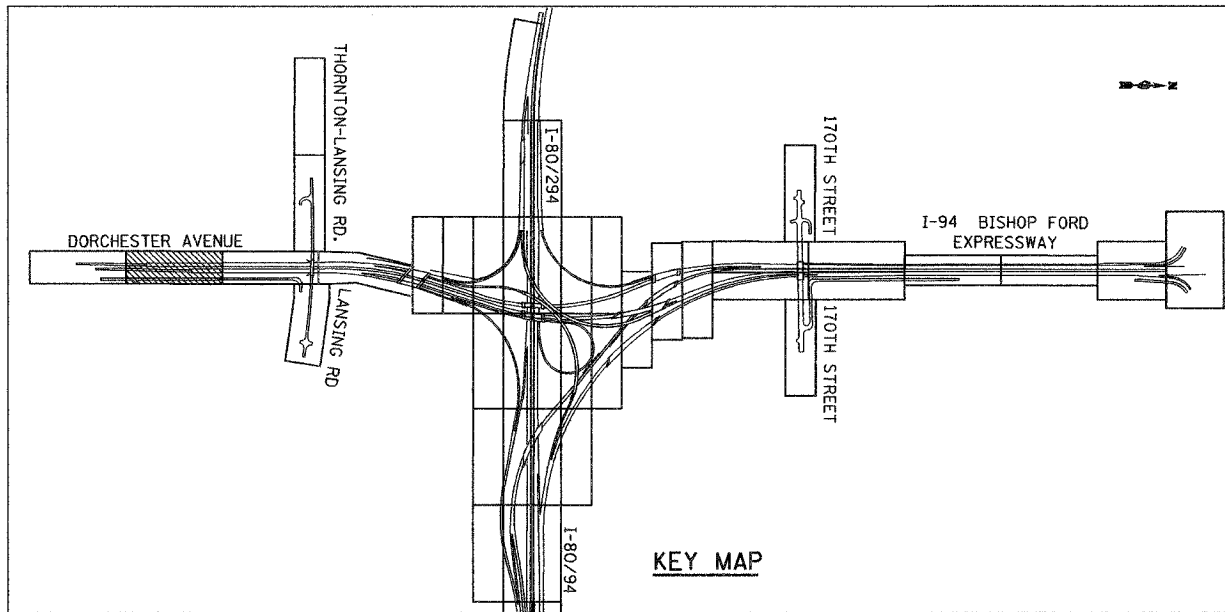 THORNTON-LANSING RD.
I-80/294
170TH STREET
N
DORCHESTER AVENUE
I-94 BISHOP FORD
EXPRESSWAY
LANSING RD
170TH STREET
I-80/94
KEY MAP